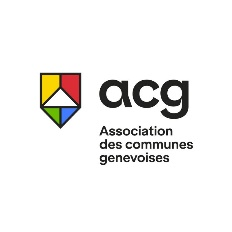 acg
Association
des communes
genevoises